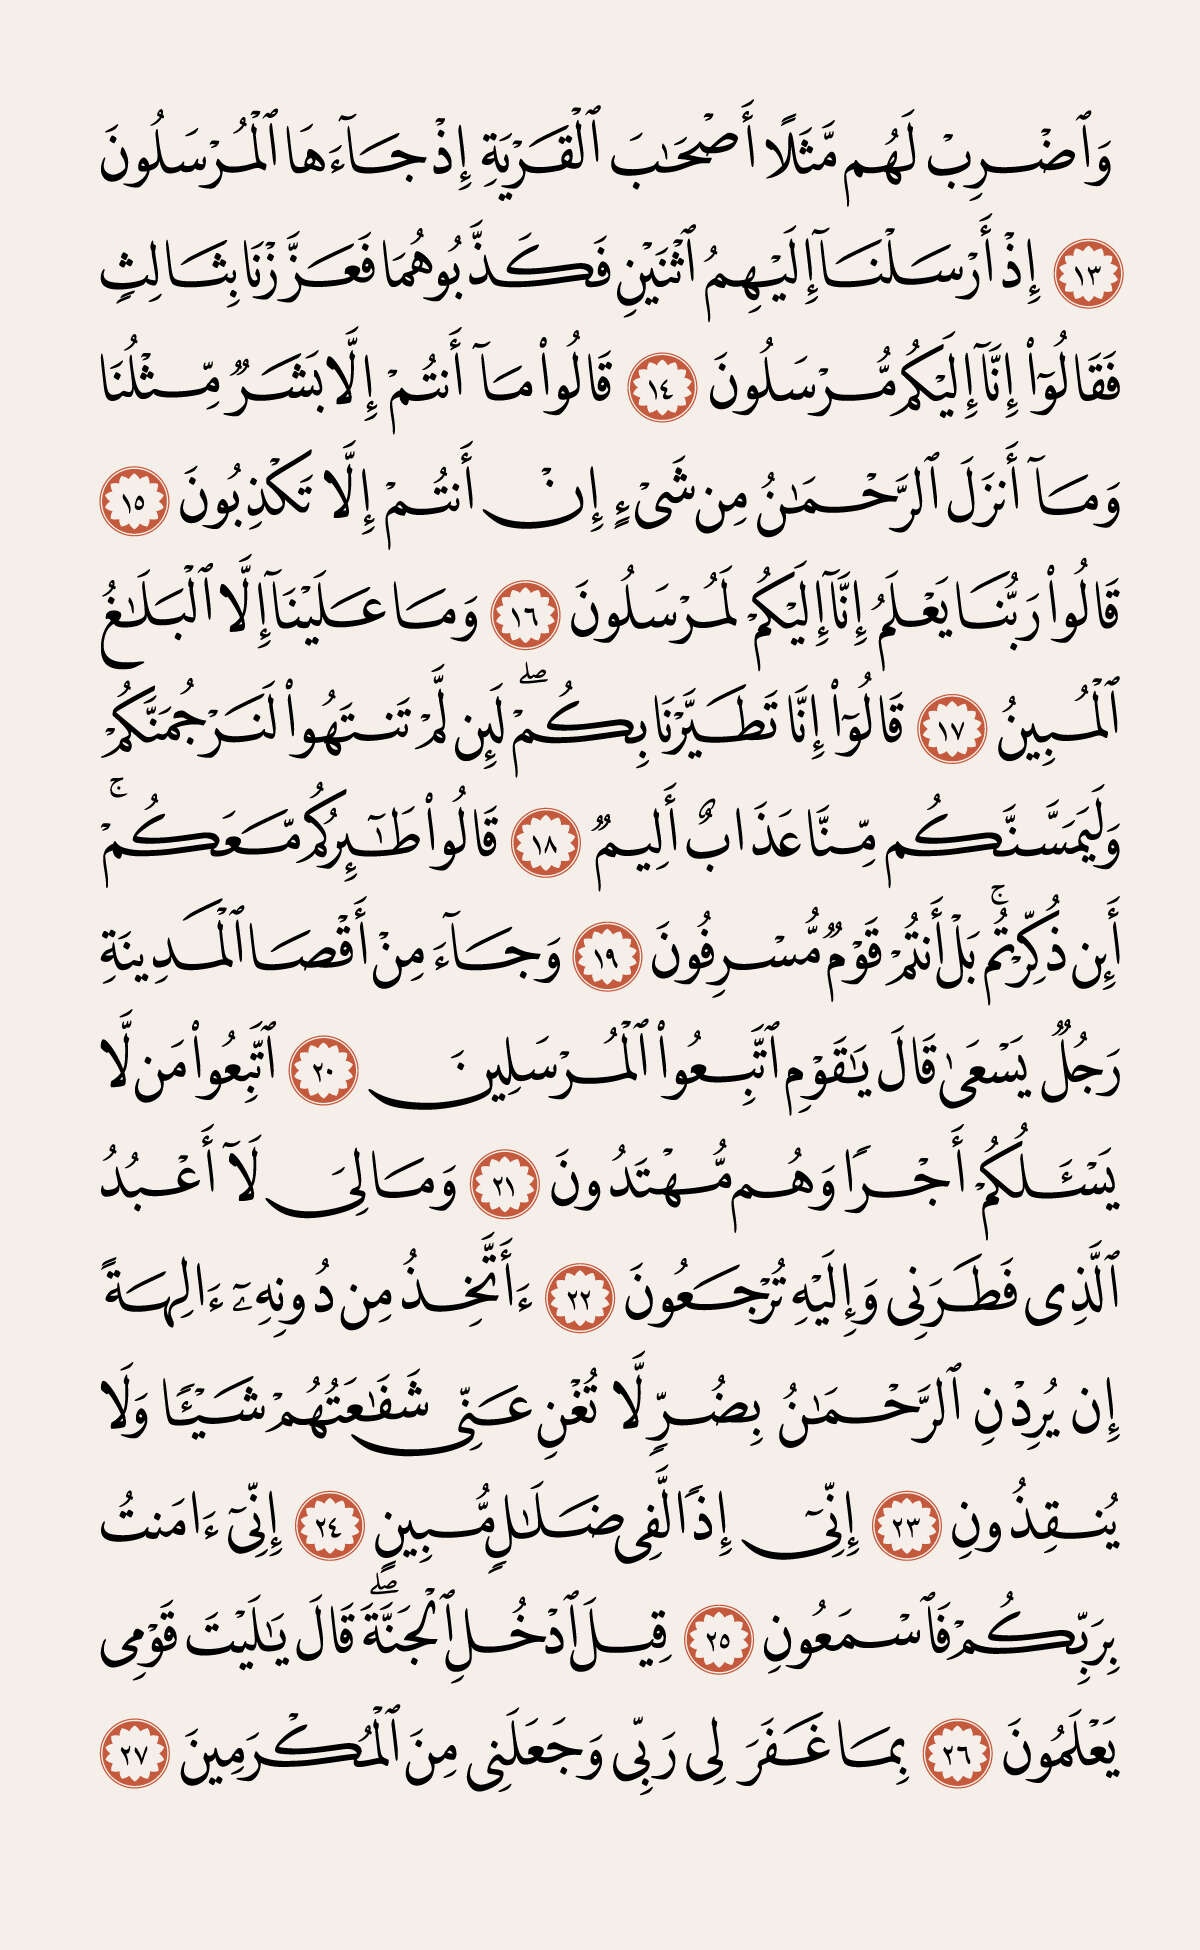 وَٱضْرِبْ لَهُم مَّثَلًا أَصْحَـٰبَ ٱلْقَرْيَةِ إِذْ جَآءَهَا ٱلْمُرْسَلُونَ
١٣ إِذْ أَرْسَلْنَآ إِلَيْهِمُ ٱثْنَيْنِ فَكَذَّبُوهُمَا فَعَزَّزْنَا بِثَالِثٍ
فَقَالُوٓا۟ إِنَّآ إِلَيْكُم مُّرْسَلُونَ ١٤ قَالُوا۟ مَآ أَنتُمْ إِلَّا بَشَرٌ مِّثْلُنَا
وَمَآ أَنزَلَ ٱلرَّحْمَـٰنُ مِن شَىْءٍ إِنْ أَنتُمْ إِلَّا تَكْذِبُونَ ١٥
قَالُوا۟ رَبُّنَا يَعْلَمُ إِنَّآ إِلَيْكُمْ لَمُرْسَلُونَ ١٦ وَمَا عَلَيْنَآ إِلَّا ٱلْبَلَـٰغُ
ٱلْمُبِينُ ١٧ قَالُوٓا۟ إِنَّا تَطَيَّرْنَا بِكُمْ ۖ لَئِن لَّمْ تَنتَهُوا۟ لَنَرْجُمَنَّكُمْ
وَلَيَمَسَّنَّكُم مِّنَّا عَذَابٌ أَلِيمٌ ١٨ قَالُوا۟ طَـٰٓئِرُكُم مَّعَكُمْ ۚ
أَئِن ذُكِّرْتُم ۚ بَلْ أَنتُمْ قَوْمٌ مُّسْرِفُونَ ١٩ وَجَآءَ مِنْ أَقْصَا ٱلْمَدِينَةِ
رَجُلٌ يَسْعَىٰ قَالَ يَـٰقَوْمِ ٱتَّبِعُوا۟ ٱلْمُرْسَلِينَ ٢٠ ٱتَّبِعُوا۟ مَن لَّا
يَسْـَٔلُكُمْ أَجْرًا وَهُم مُّهْتَدُونَ ٢١ وَمَا لِىَ لَآ أَعْبُدُ
ٱلَّذِى فَطَرَنِى وَإِلَيْهِ تُرْجَعُونَ ٢٢ ءَأَتَّخِذُ مِن دُونِهِۦٓ ءَالِهَةً
إِن يُرِدْنِ ٱلرَّحْمَـٰنُ بِضُرٍّ لَّا تُغْنِ عَنِّى شَفَـٰعَتُهُمْ شَيْـًٔا وَلَا
يُنقِذُونِ ٢٣ إِنِّىٓ إِذًا لَّفِى ضَلَـٰلٍ مُّبِينٍ ٢٤ إِنِّىٓ ءَامَنتُ
بِرَبِّكُمْ فَٱسْمَعُونِ ٢٥ قِيلَ ٱدْخُلِ ٱلْجَنَّةَ ۖ قَالَ يَـٰلَيْتَ قَوْمِى
يَعْلَمُونَ ٢٦ بِمَا غَفَرَ لِى رَبِّى وَجَعَلَنِى مِنَ ٱلْمُكْرَمِينَ ٢٧